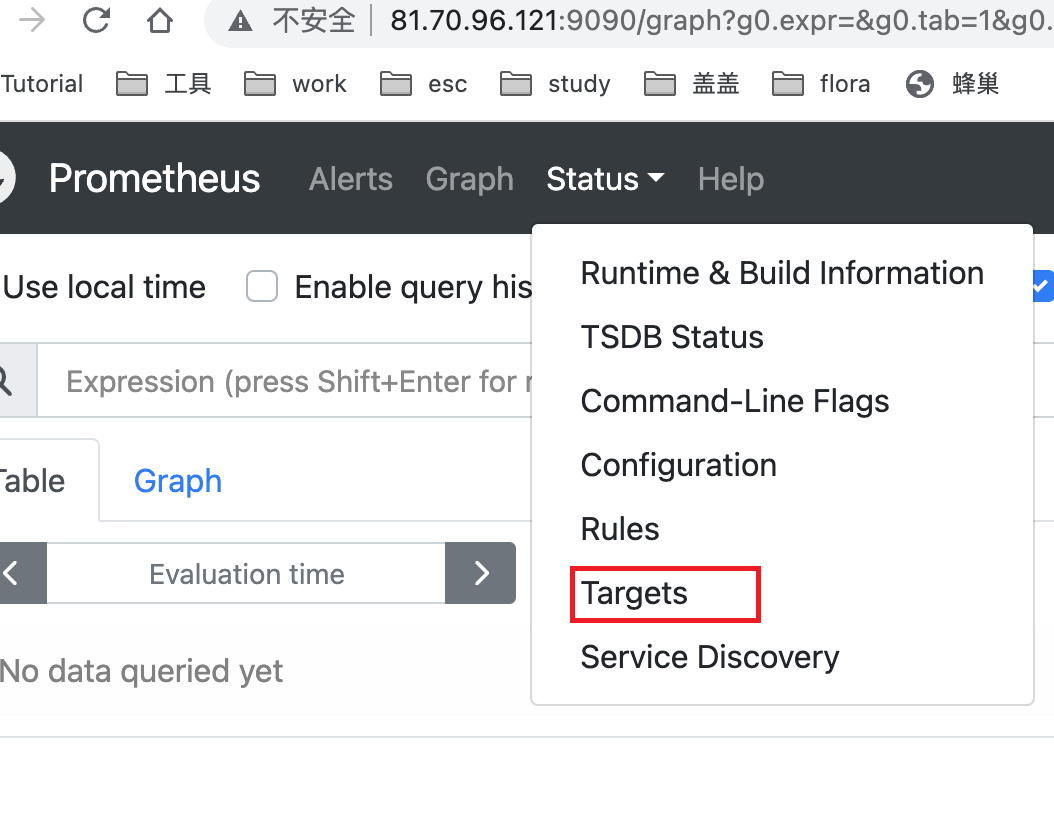 不安全 | 81.70.96.121:9090/graph?g0.expr=&g0.tab=1&g0.
Tutorial 工具 work esc study 盖盖 flora 蜂巢
Prometheus Alerts Graph Status Help
Use local time Enable query his
Runtime & Build Information
TSDB Status
Expression (press Shift+Enter for n
Command-Line Flags
Configuration
Table Graph
Rules
Evaluation time
Targets
Service Discovery
No data queried yet